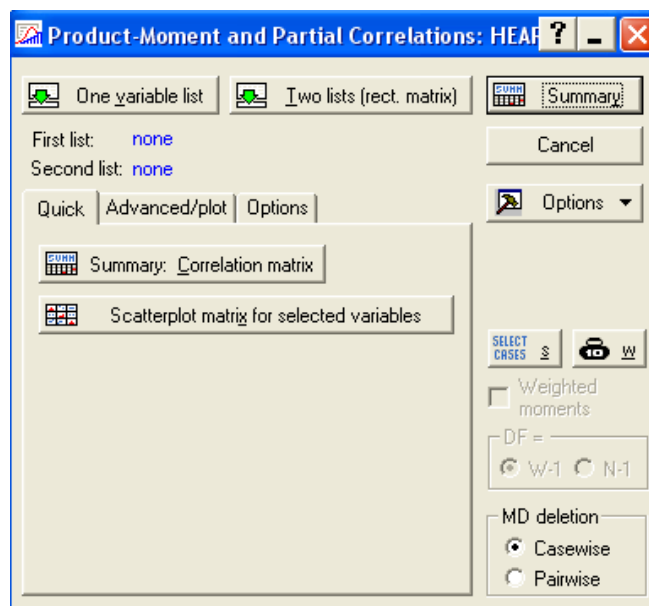 Product-Moment and Partial Correlations: HEAR
One variable list
Two lists (rect. matrix)
Summary
First list: none
Second list: none
Cancel
Quick
Advanced/plot
Options
Options
Summary: Correlation matrix
Scatterplot matrix for selected variables
SELECT CASES S
W
Weighted
moments
DF =
W-1
N-1
MD deletion
Casewise
Pairwise